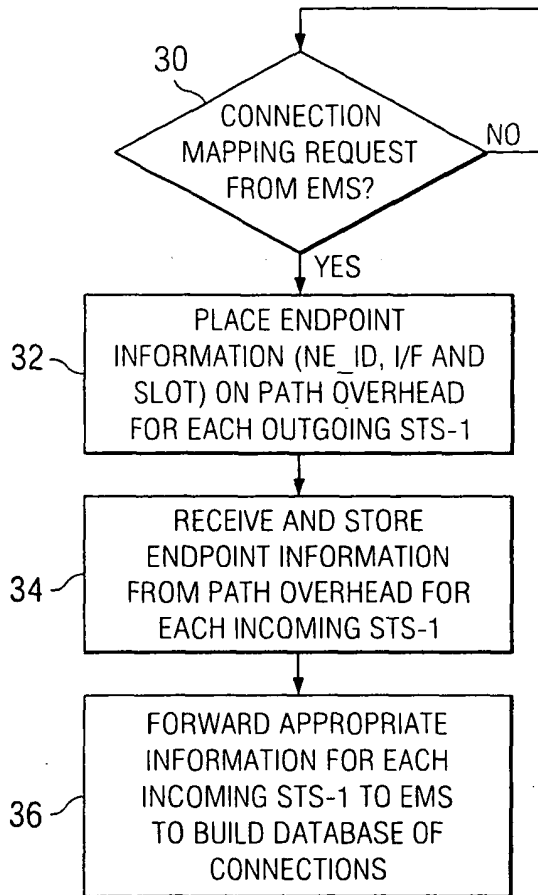 30
CONNECTION
MAPPING REQUEST
FROM EMS?
NO
YES
32
PLACE ENDPOINT
INFORMATION (NE_ID, I/F AND
SLOT) ON PATH OVERHEAD
FOR EACH OUTGOING STS-1
34
RECEIVE AND STORE
ENDPOINT INFORMATION
FROM PATH OVERHEAD FOR
EACH INCOMING STS-1
36
FORWARD APPROPRIATE
INFORMATION FOR EACH
INCOMING STS-1 TO EMS
TO BUILD DATABASE OF
CONNECTIONS